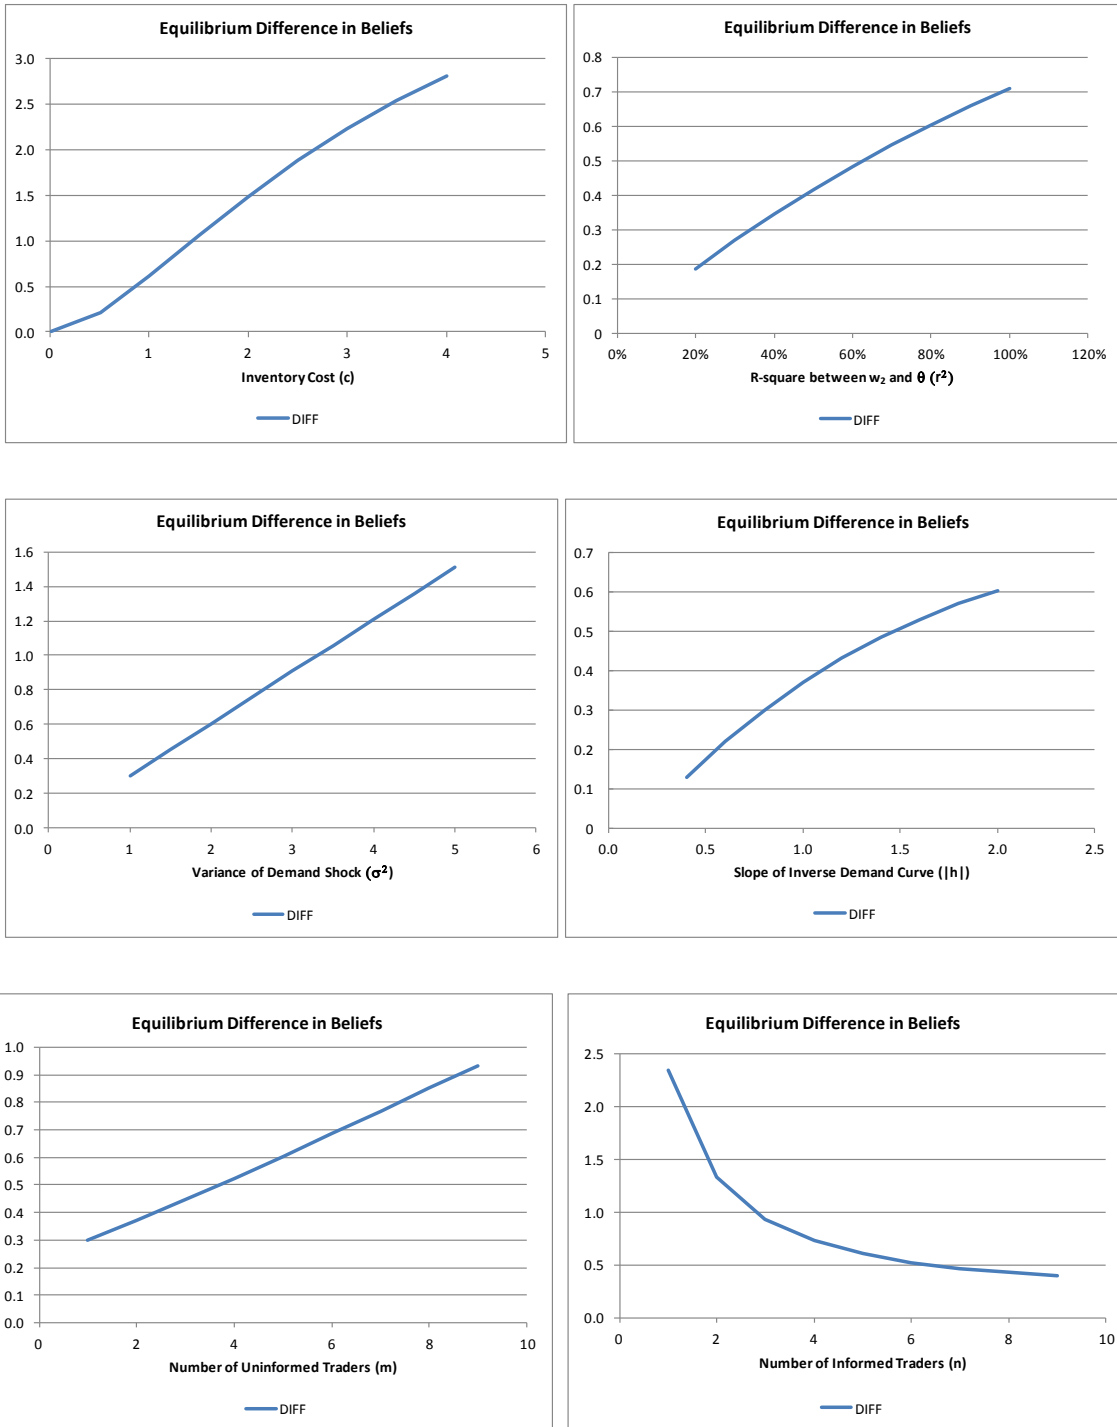 Equilibrium Difference in Beliefs
3.0
2.5
2.0
1.5
1.0
0.5
0.0
0 1 2 3 4 5
Inventory Cost (c)
DIFF
Equilibrium Difference in Beliefs
0.8
0.7
0.6
0.5
0.4
0.3
0.2
0.1
0
0% 20% 40% 60% 80% 100% 120%
R-square between w₂ and θ (r²)
DIFF
Equilibrium Difference in Beliefs
1.6
1.4
1.2
1.0
0.8
0.6
0.4
0.2
0.0
0 1 2 3 4 5 6
Variance of Demand Shock (σ²)
DIFF
Equilibrium Difference in Beliefs
0.7
0.6
0.5
0.4
0.3
0.2
0.1
0
0.0 0.5 1.0 1.5 2.0 2.5
Slope of Inverse Demand Curve (|h|)
DIFF
Equilibrium Difference in Beliefs
1.0
0.9
0.8
0.7
0.6
0.5
0.4
0.3
0.2
0.1
0.0
0 2 4 6 8 10
Number of Uninformed Traders (m)
DIFF
Equilibrium Difference in Beliefs
2.5
2.0
1.5
1.0
0.5
0.0
0 2 4 6 8 10
Number of Informed Traders (n)
DIFF